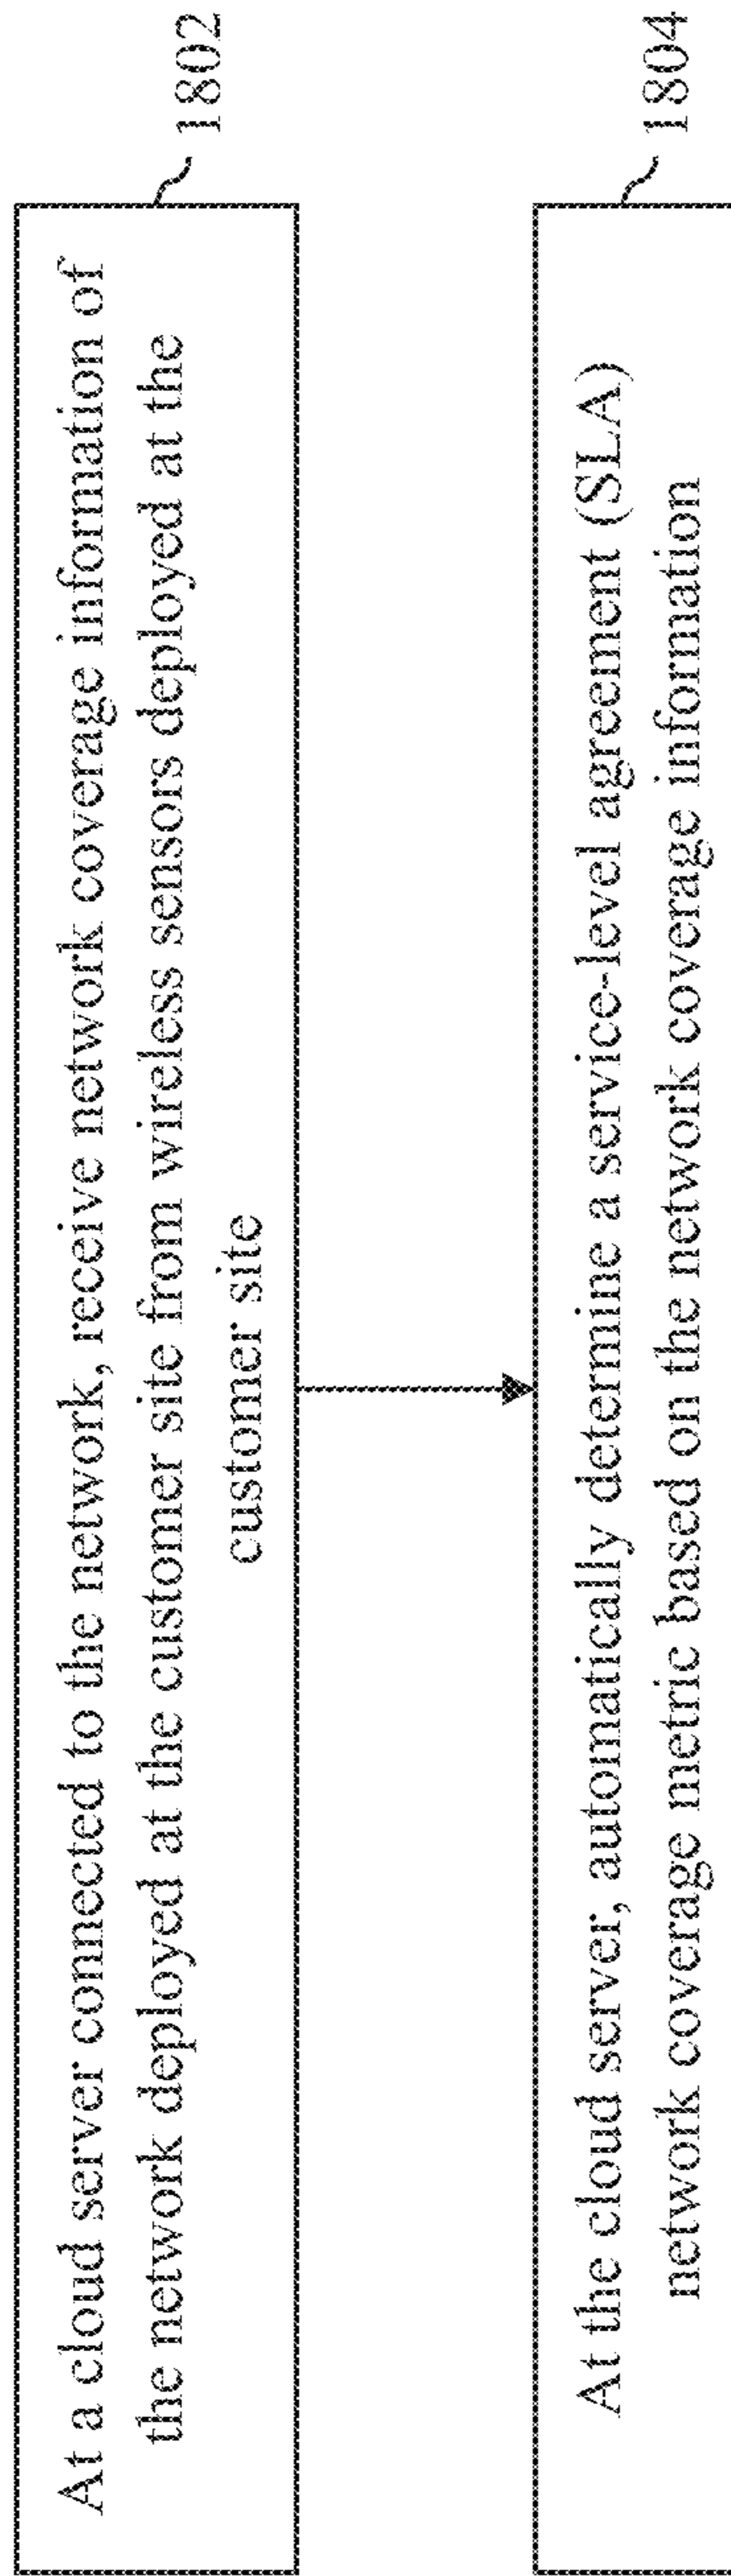 At a cloud server connected to the network, receive network coverage information of
the network deployed at the customer site from wireless sensors deployed at the
customer site
1802
At the cloud server, automatically determine a service-level agreement (SLA)
network coverage metric based on the network coverage information
1804